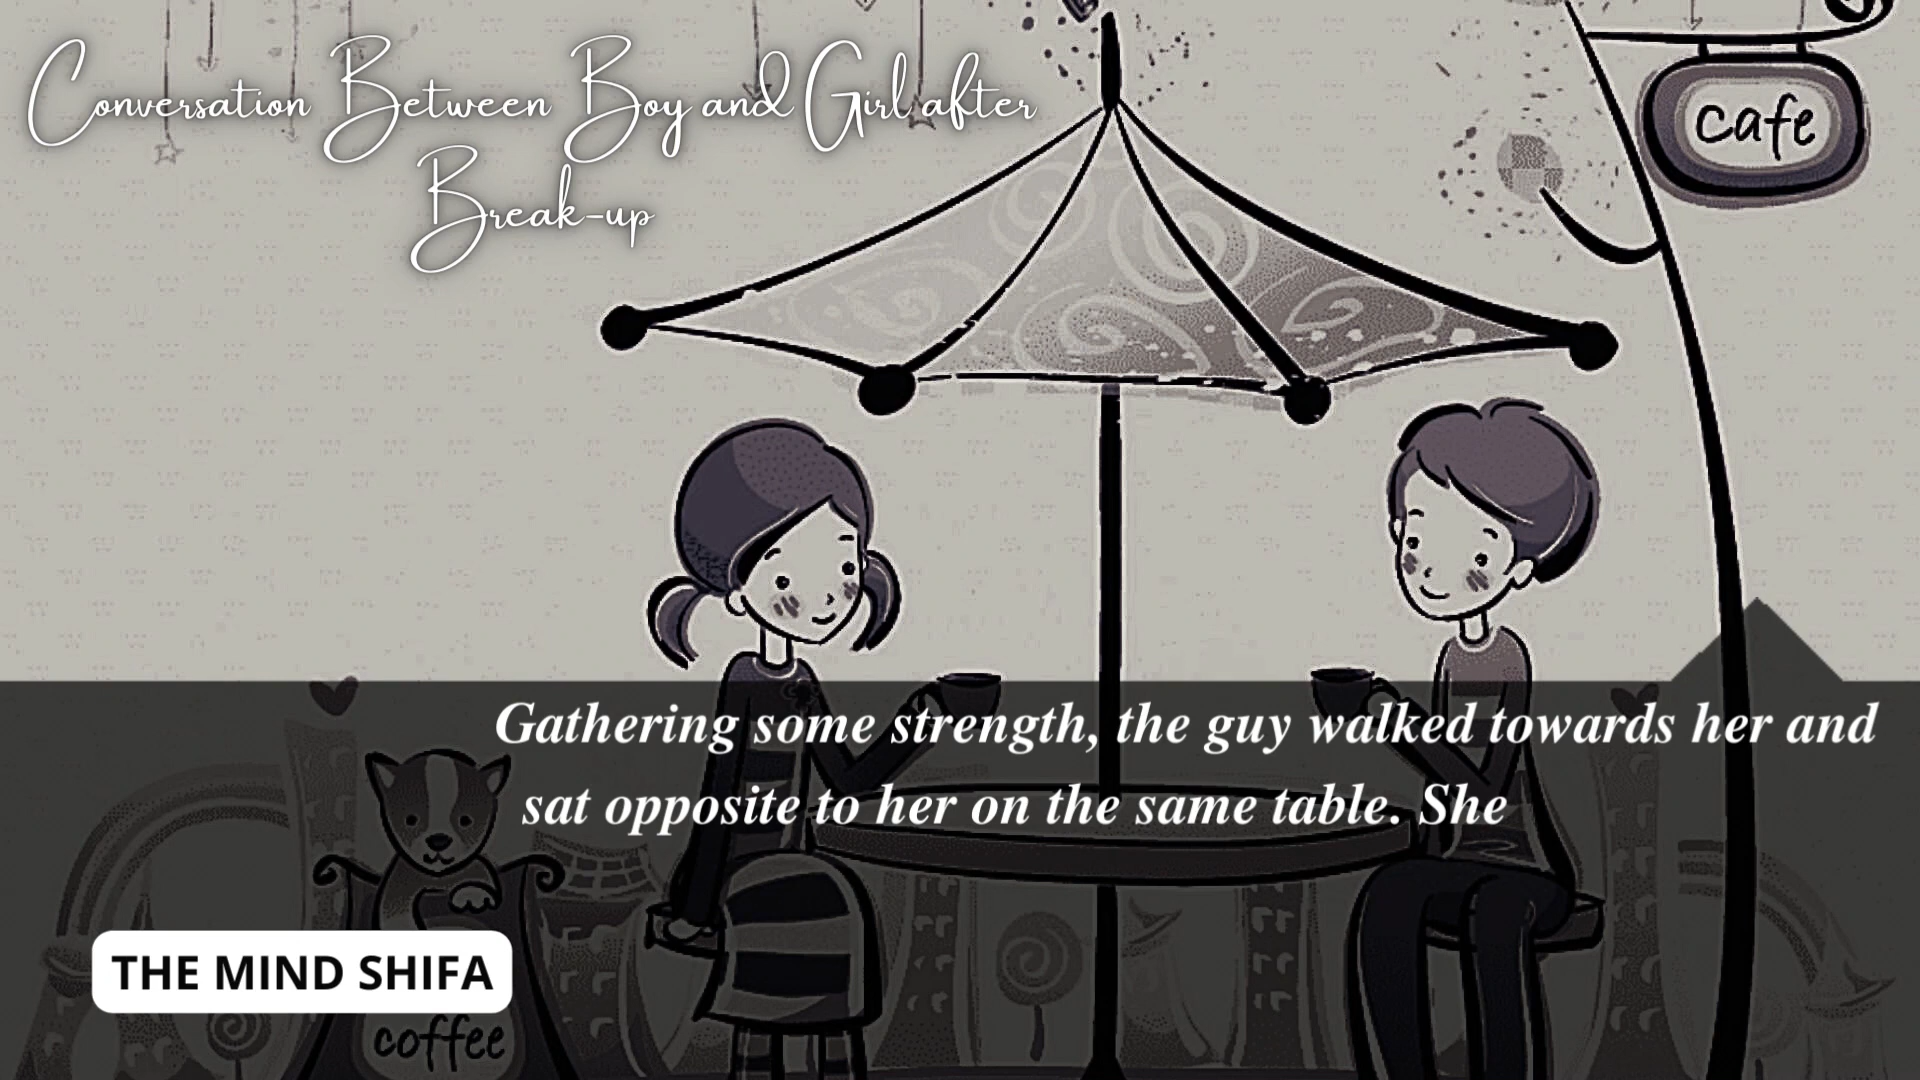 Conversation Between Boy and Girl after
Break-up
cafe
Gathering some strength, the guy walked towards her and
sat opposite to her on the same table. She
THE MIND SHIFA
coffee